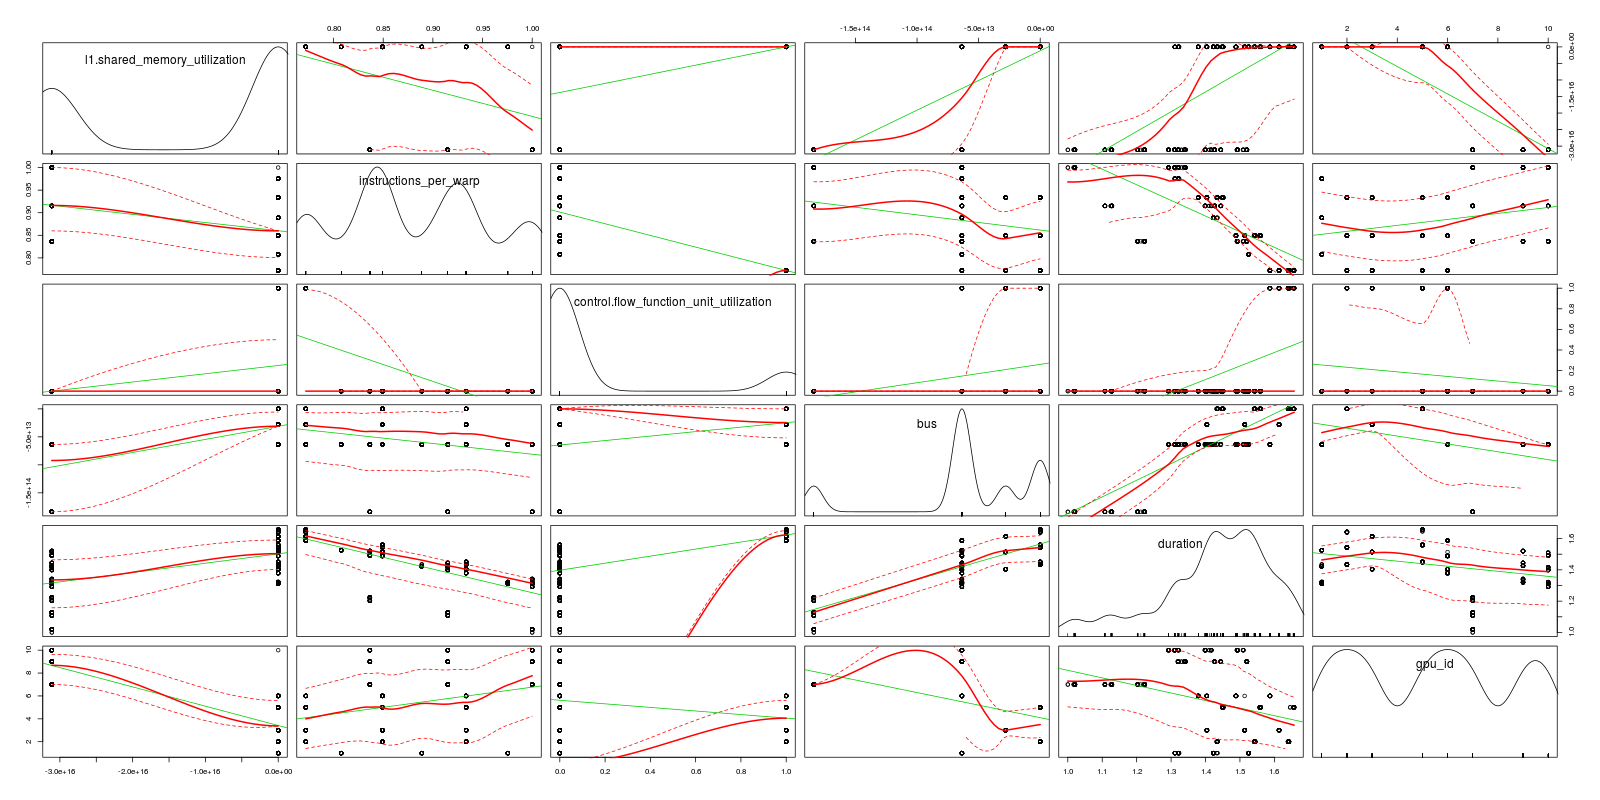 0.80 0.85 0.90 0.95 1.00
-1.5e+14 -1.0e+14 -5.0e+13 0.0e+00
2 4 6 8 10
l1.shared_memory_utilization
-3.0e+16 -1.5e+16 0.0e+00
instructions_per_warp
0.80 0.85 0.90 0.95 1.00
control.flow_function_unit_utilization
0.0 0.2 0.4 0.6 0.8 1.0
bus
-1.5e+14 -5.0e+13
duration
1.0 1.2 1.4 1.6
gpu_id
2 4 6 8 10
-3.0e+16 -2.0e+16 -1.0e+16 0.0e+00
0.0 0.2 0.4 0.6 0.8 1.0
1.0 1.1 1.2 1.3 1.4 1.5 1.6